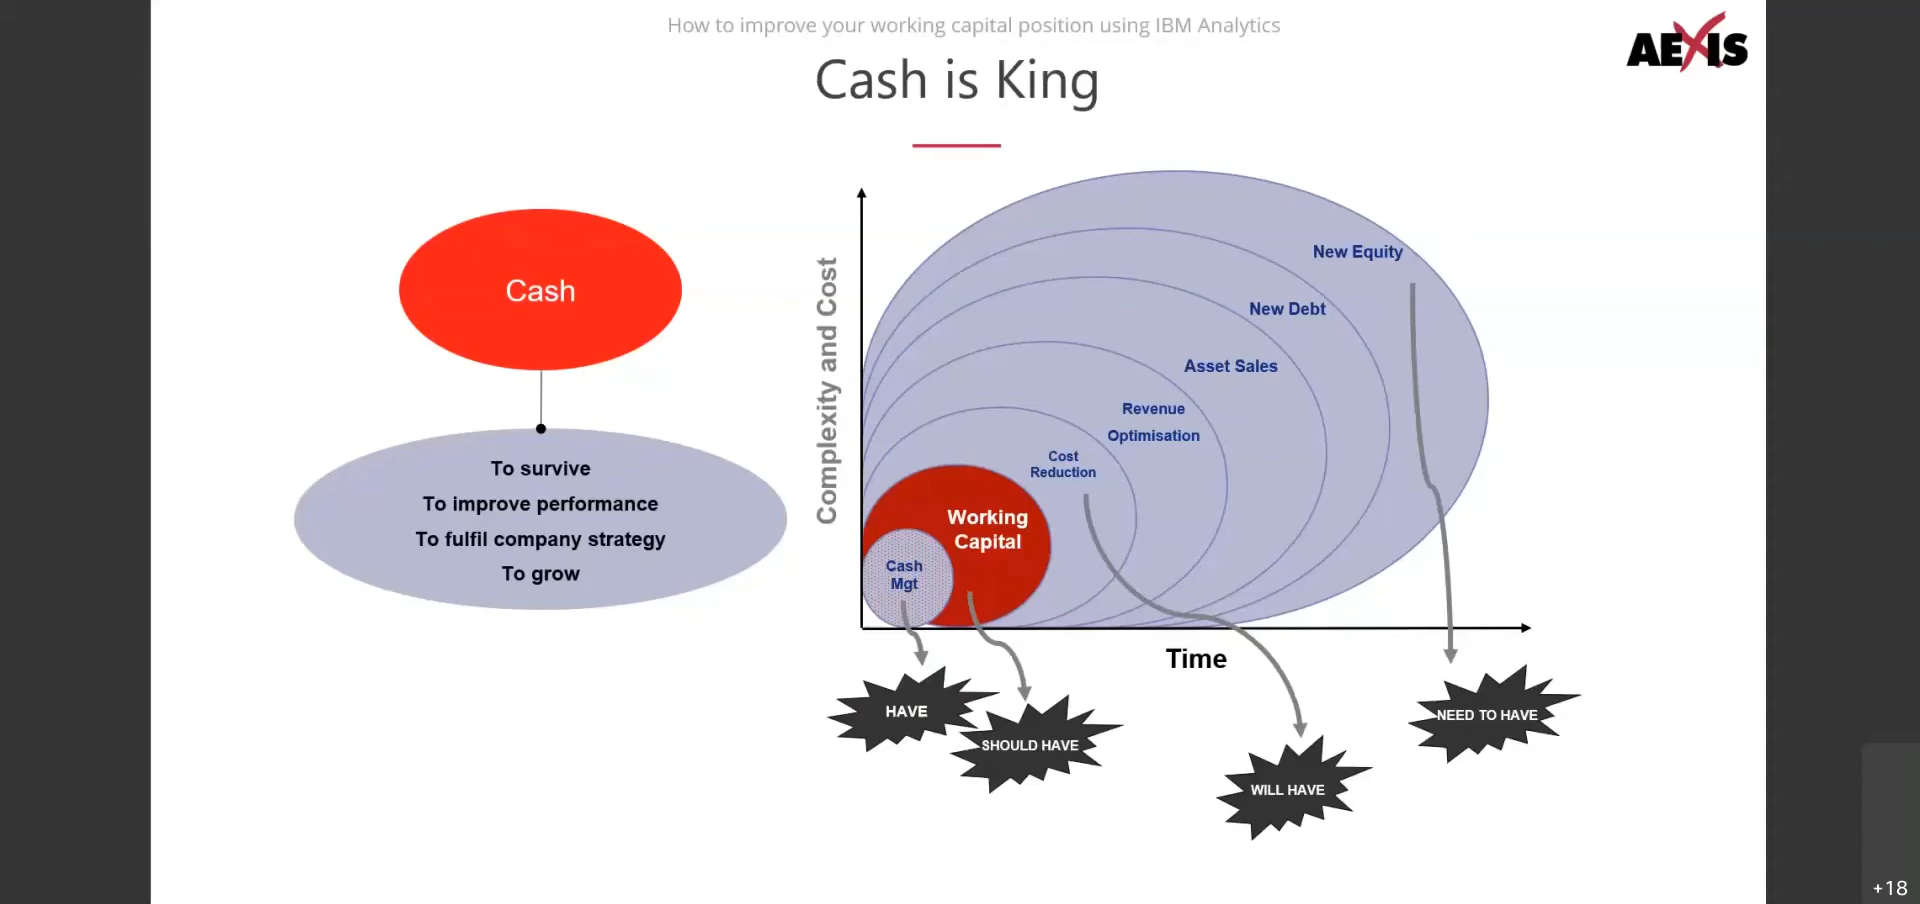 How to improve your working capital position using IBM Analytics
AEXIS
Cash is King
Cash
To survive
To improve performance
To fulfil company strategy
To grow
Complexity and Cost
New Equity
New Debt
Asset Sales
Revenue
Optimisation
Cost
Reduction
Working
Capital
Cash
Mgt
Time
HAVE
SHOULD HAVE
WILL HAVE
NEED TO HAVE
+18